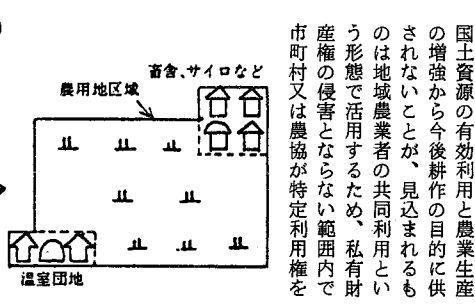 国土資源の有効利用と農業生産
の増強から今後耕作の目的に供
されないことが、見込まれるも
のは地域農業者の共同利用とい
う形態で活用するため、私有財
産権の侵害とならない範囲内で
市町村又は農協が特定利用権を
畜舎、サイロなど
農用地区域
温室団地